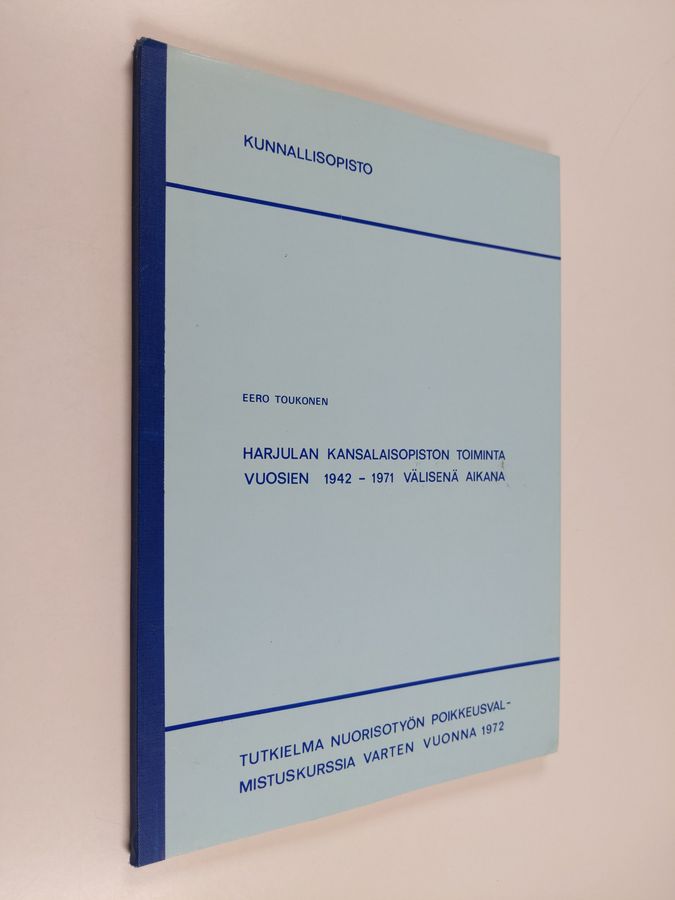 KUNNALLISOPISTO
EERO TOUKONEN
HARJULAN KANSALAISOPISTON TOIMINTA
VUOSIEN 1942 – 1971 VÄLISENÄ AIKANA
TUTKIELMA NUORISOTYÖN POIKKEUSVAL-
MISTUSKURSSIA VARTEN VUONNA 1972